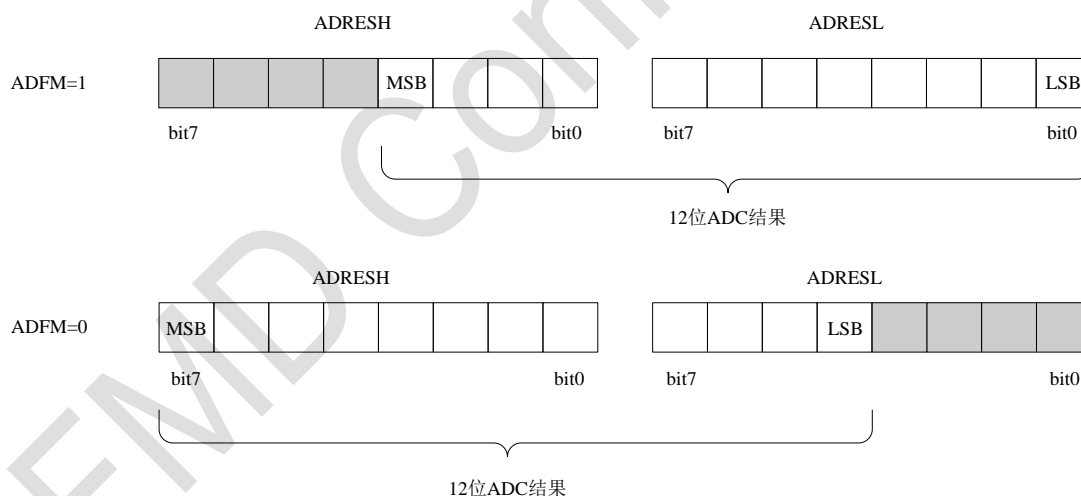 ADRESH ADRESL
ADFM=1 MSB LSB
bit7 bit0 bit7 bit0
12位ADC结果
ADRESH ADRESL
ADFM=0 MSB LSB
bit7 bit0 bit7 bit0
12位ADC结果
FMD Con